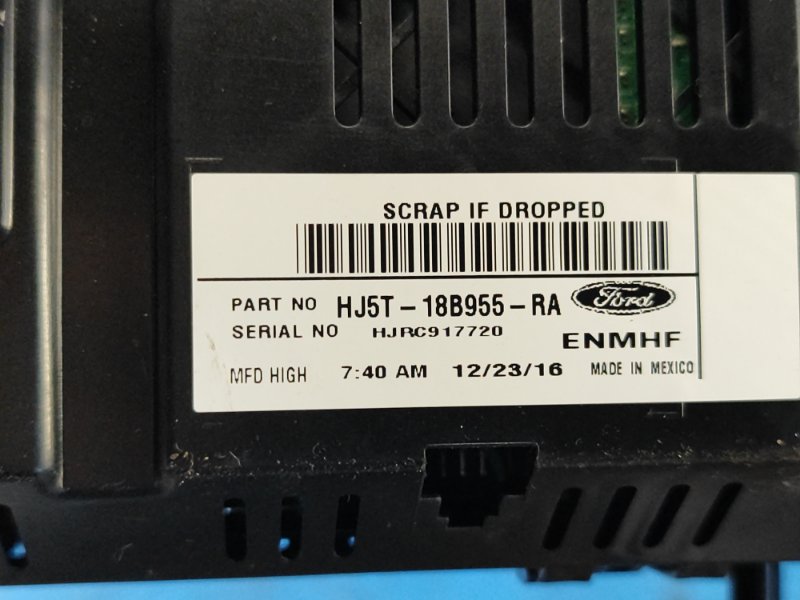 SCRAP IF DROPPED
PART NO HJ5T-18B955-RA Ford
SERIAL NO HJRC917720 ENMHF
MFD HIGH 7:40 AM 12/23/16 MADE IN MEXICO